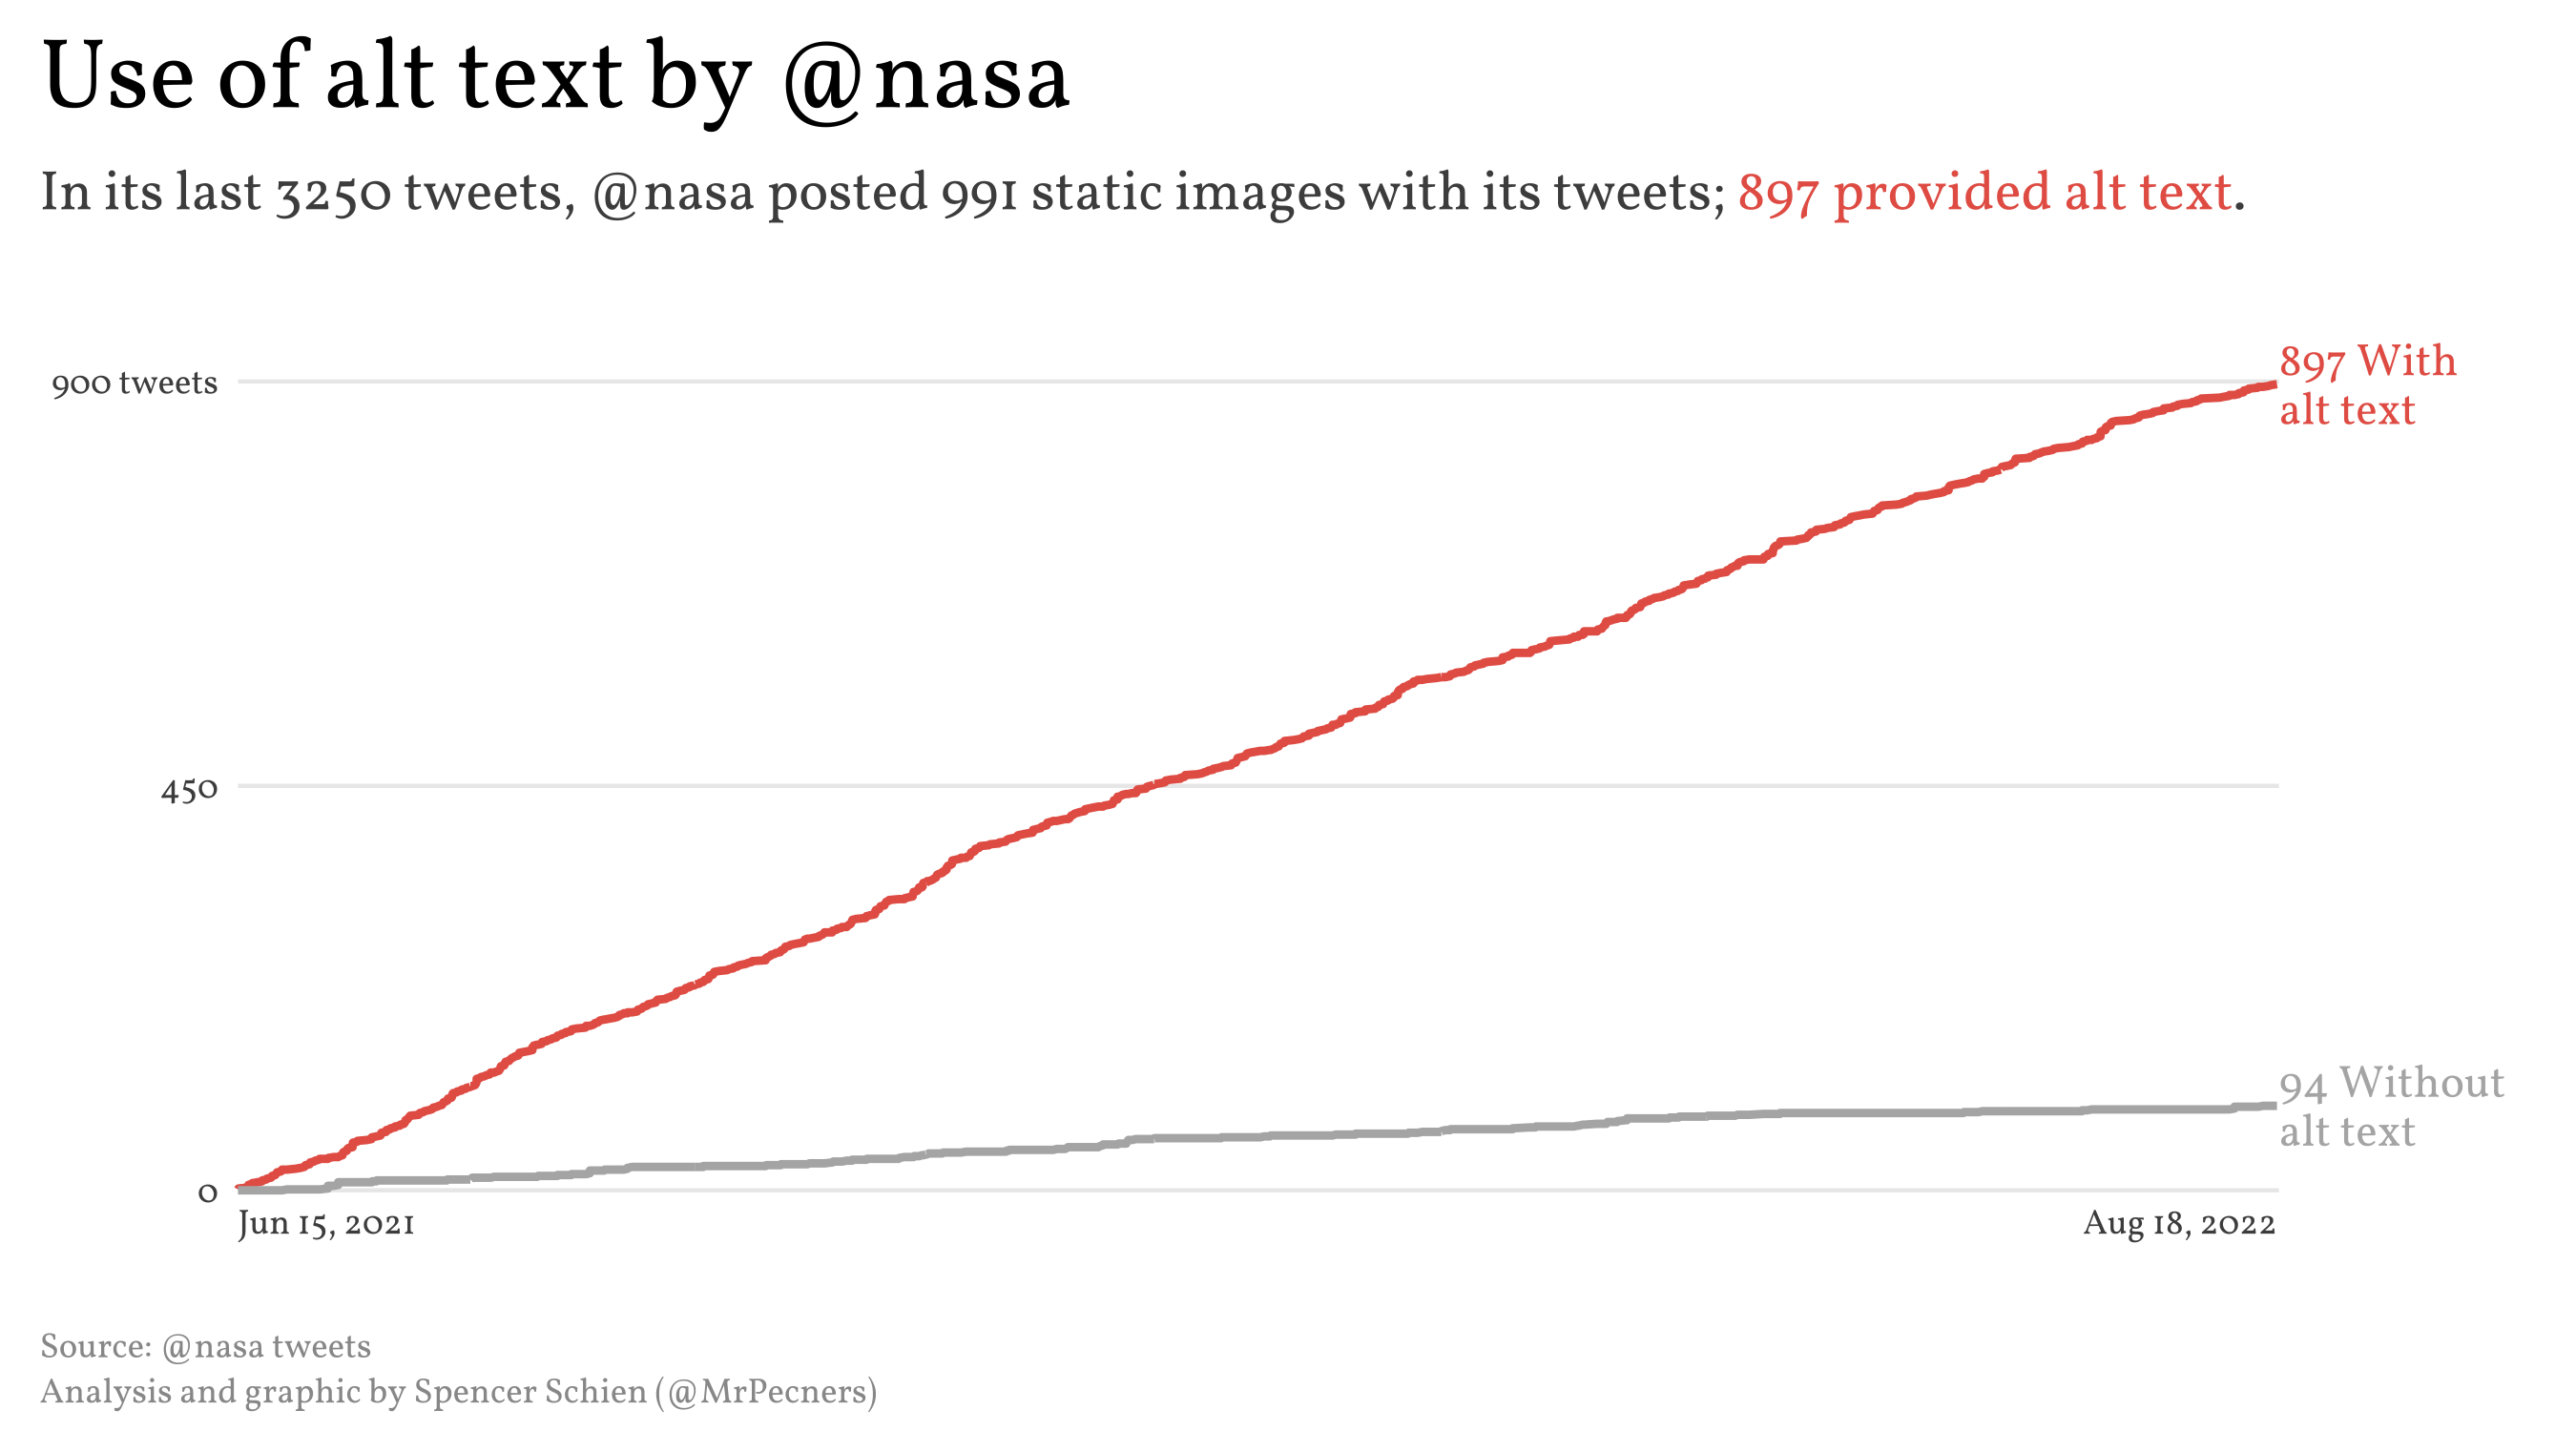 Use of alt text by @nasa
In its last 3250 tweets, @nasa posted 991 static images with its tweets; 897 provided alt text.
900 tweets
897 With
alt text
450
94 Without
alt text
0
Jun 15, 2021
Aug 18, 2022
Source: @nasa tweets
Analysis and graphic by Spencer Schien (@MrPecners)